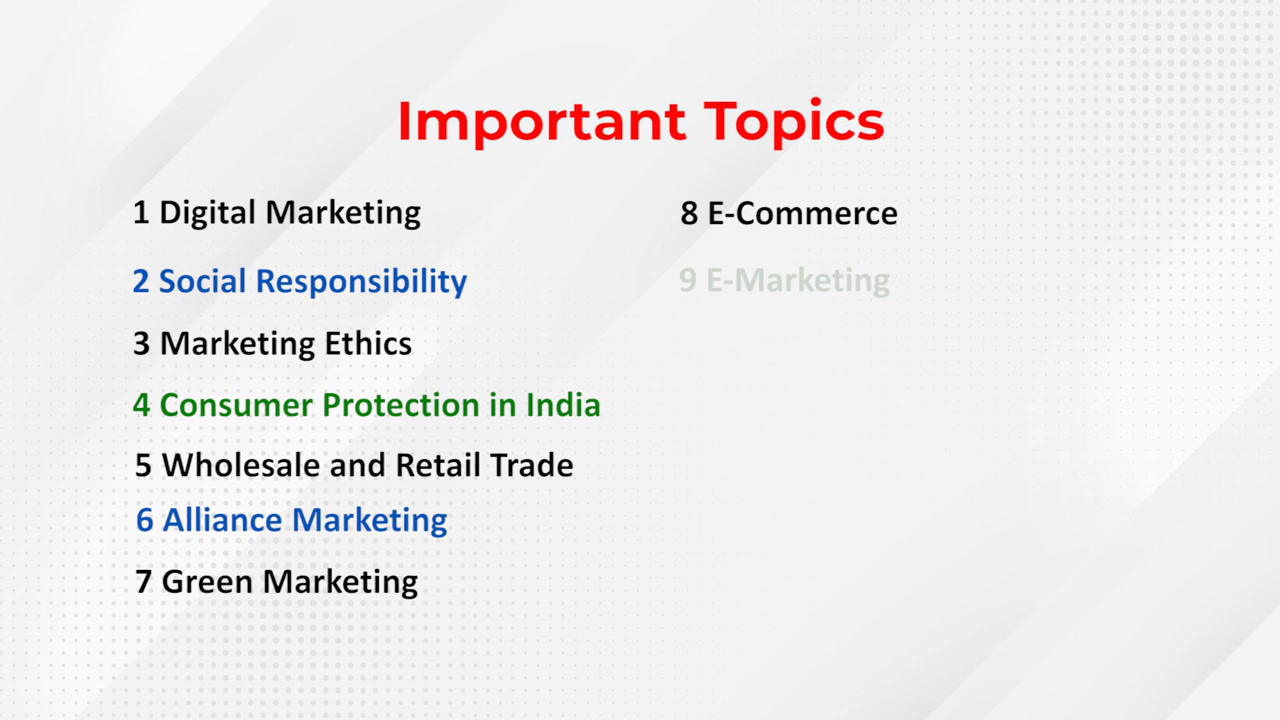 Important Topics
1 Digital Marketing
2 Social Responsibility
3 Marketing Ethics
4 Consumer Protection in India
5 Wholesale and Retail Trade
6 Alliance Marketing
7 Green Marketing
8 E-Commerce
9 E-Marketing